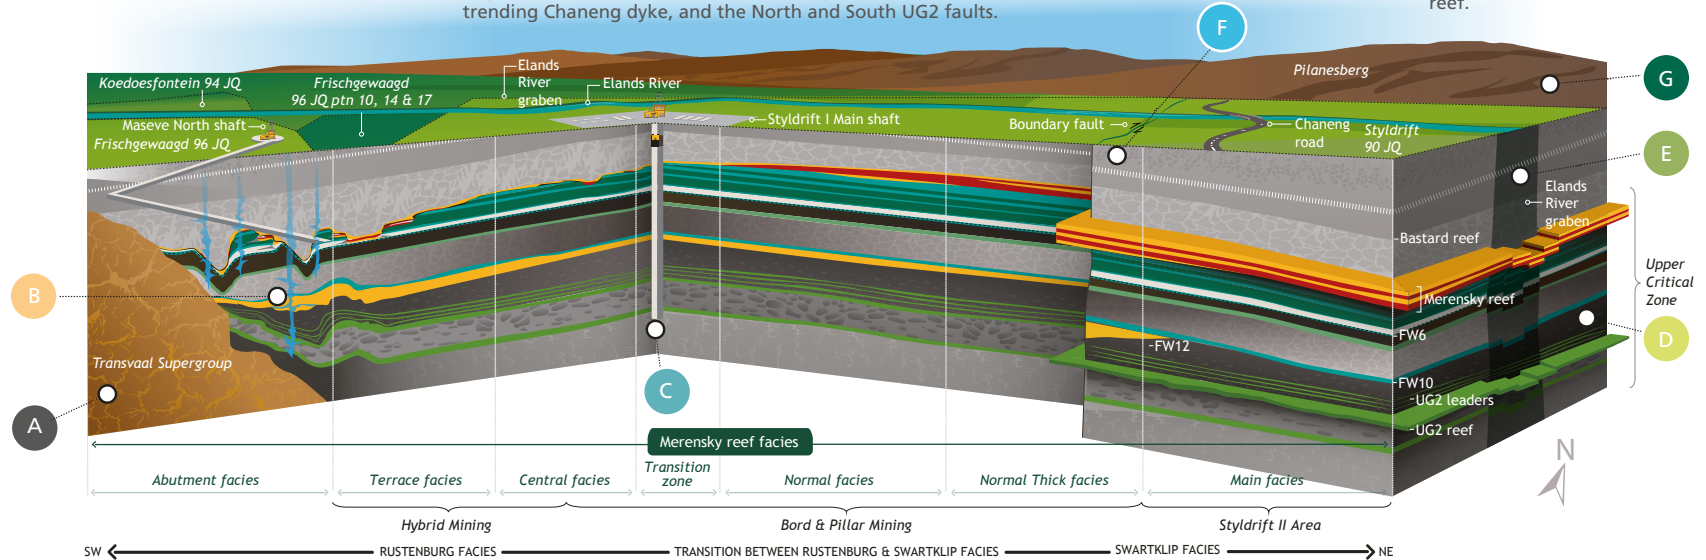 trending Chaneng dyke, and the North and South UG2 faults.
reef.
F
Koedoesfontein 94 JQ
Frischgewaagd
96 JQ ptn 10, 14 & 17
Elands
River
graben
Elands River
Pilanesberg
G
Maseve North shaft
Frischgewaagd 96 JQ
Styldrift I Main shaft
Boundary fault
Chaneng
road
Styldrift
90 JQ
E
Elands
River
graben
Bastard reef
Upper
Critical
Zone
B
Merensky reef
FW6
D
FW12
Transvaal Supergroup
FW10
UG2 leaders
C
A
UG2 reef
Merensky reef facies
N
Abutment facies
Terrace facies
Central facies
Transition
zone
Normal facies
Normal Thick facies
Main facies
Hybrid Mining
Bord & Pillar Mining
Styldrift II Area
SW
RUSTENBURG FACIES
TRANSITION BETWEEN RUSTENBURG & SWARTKLIP FACIES
SWARTKLIP FACIES
NE